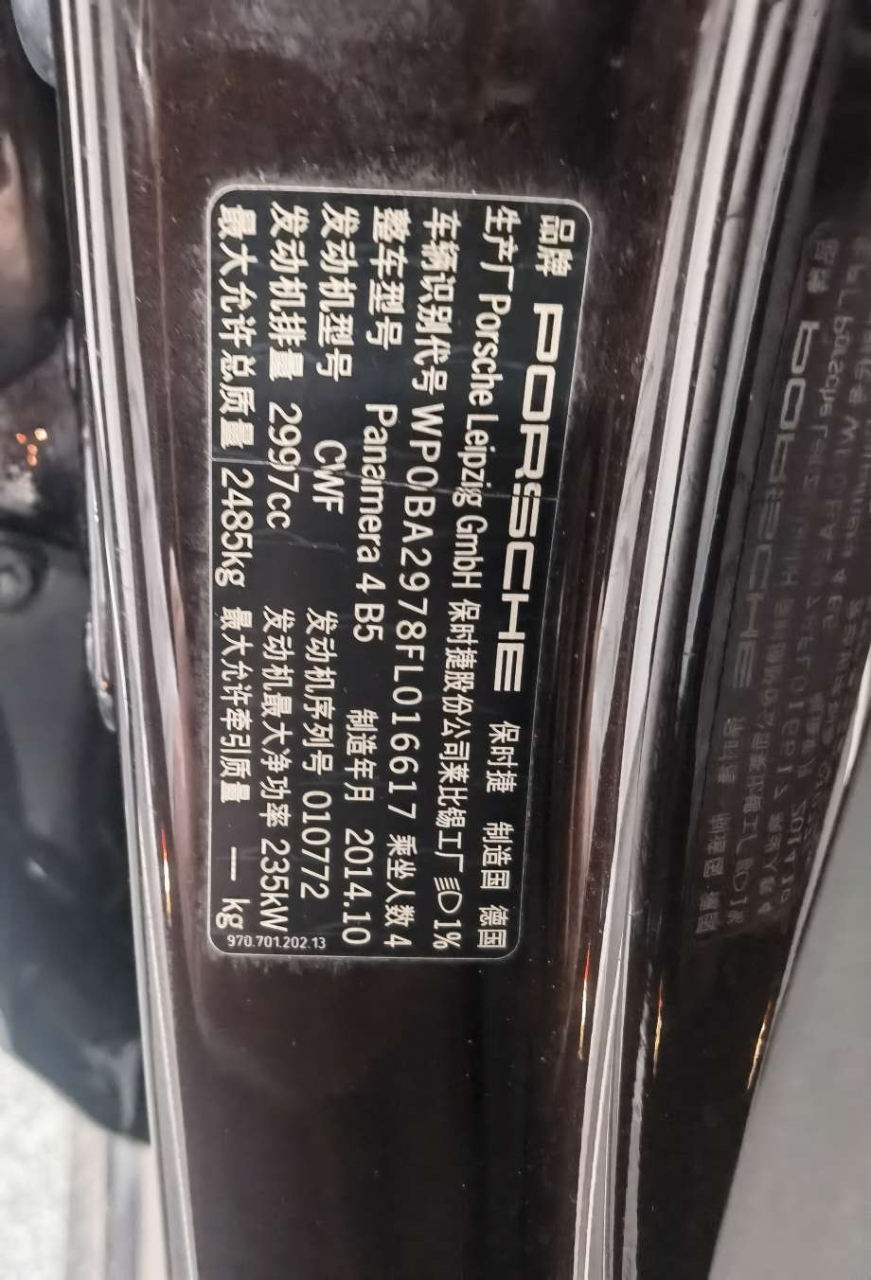 品牌 PORSCHE 保时捷 制造国 德国
生产厂 Porsche Leipzig GmbH 保时捷股份公司莱比锡工厂 1%
车辆识别代号 WP0BA2978FL016617 乘坐人数 4
整车型号 Panamera 4 B5 制造年月 2014.10
发动机型号 CWF 发动机序列号 010772
发动机排量 2997cc 发动机最大净功率 235kW
最大允许总质量 2485kg 最大允许牵引质量 — kg
970.701.202.13